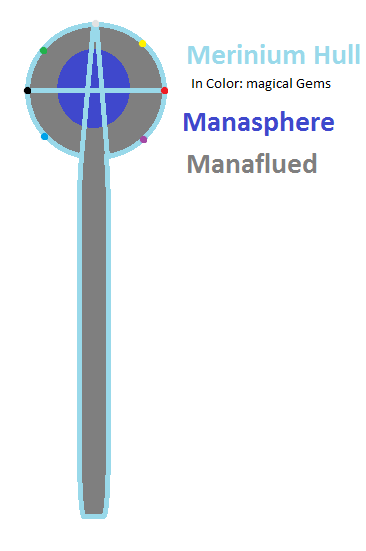 Merinium Hull
In Color: magical Gems
Manasphere
Manaflued